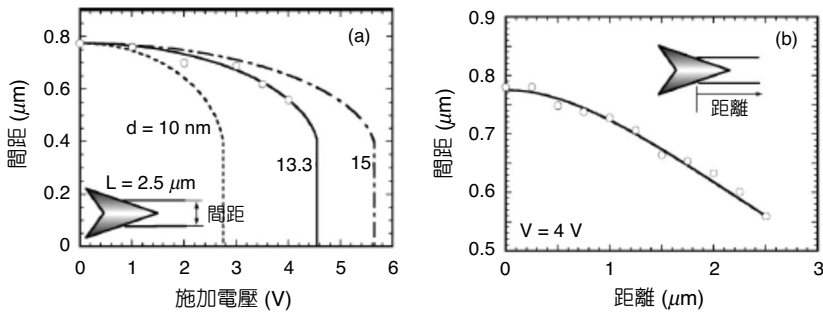 (a)
間距 (μm)
0.8
0.6
0.4
0.2
0
d = 10 nm
13.3
15
L = 2.5 μm
間距
0 1 2 3 4 5 6
施加電壓 (V)
(b)
間距 (μm)
0.9
0.8
0.7
0.6
0.5
距離
V = 4 V
0 1 2 3
距離 (μm)